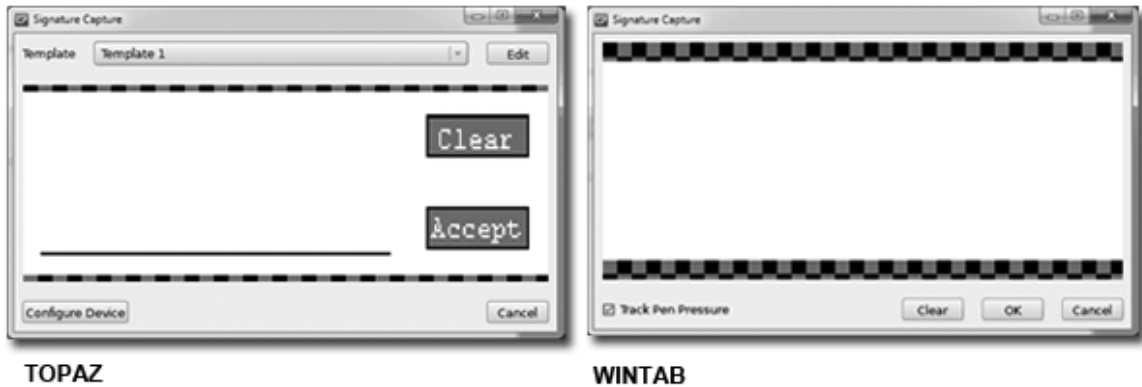 Signature Capture
Template Template 1 Edit
Clear
Accept
Configure Device Cancel
TOPAZ
Signature Capture
Track Pen Pressure Clear OK Cancel
WINTAB